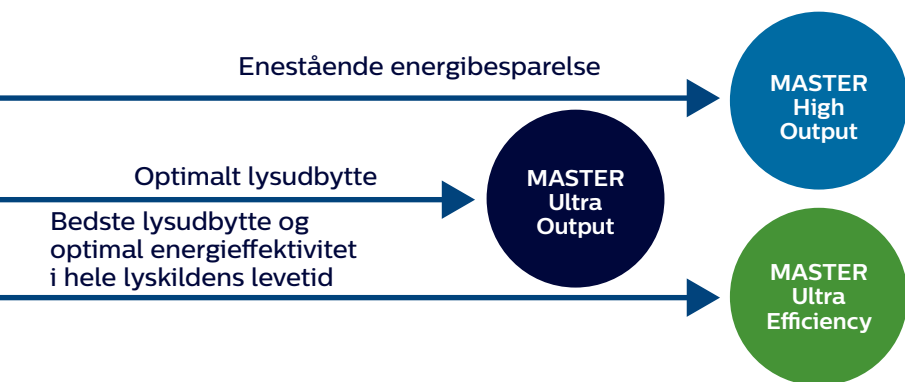 Enestående energibesparelse
MASTER
High
Output
Optimalt lysudbytte
MASTER
Ultra
Output
Bedste lysudbytte og
optimal energieffektivitet
i hele lyskildens levetid
MASTER
Ultra
Efficiency